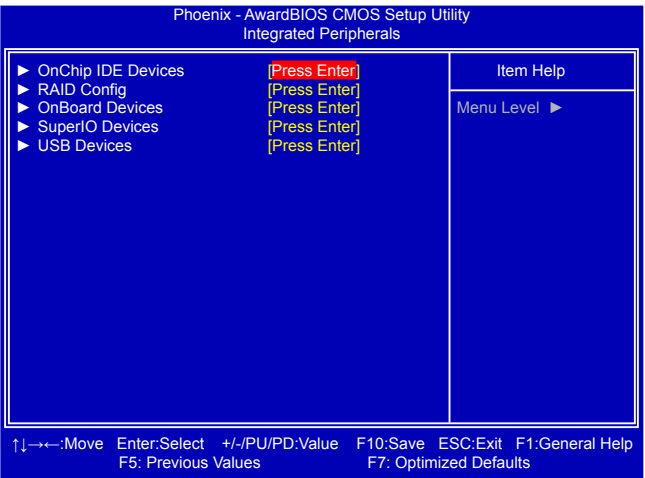 Phoenix - AwardBIOS CMOS Setup Utility
Integrated Peripherals
► OnChip IDE Devices [Press Enter]
► RAID Config [Press Enter]
► OnBoard Devices [Press Enter]
► SuperIO Devices [Press Enter]
► USB Devices [Press Enter]
Item Help
Menu Level ►
↑↓→←:Move Enter:Select +/-/PU/PD:Value F10:Save ESC:Exit F1:General Help
F5: Previous Values F7: Optimized Defaults